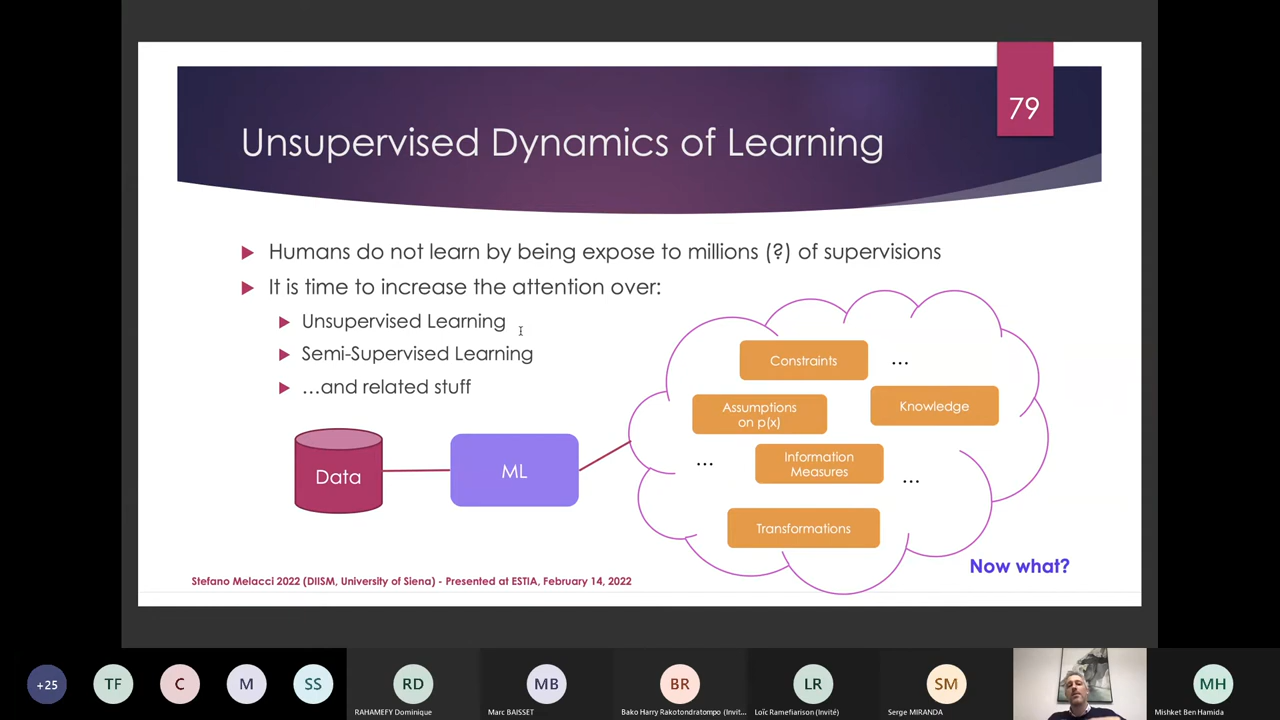 79
Unsupervised Dynamics of Learning
Humans do not learn by being expose to millions (?) of supervisions
It is time to increase the attention over:
Unsupervised Learning
Semi-Supervised Learning
...and related stuff
Data
ML
Constraints
...
Assumptions
on p(x)
Knowledge
...
Information
Measures
...
Transformations
Now what?
Stefano Melacci 2022 (DIISM, University of Siena) - Presented at ESTIA, February 14, 2022
+25
TF
C
M
SS
RD
MB
BR
LR
SM
MH
RAHAMEFY Dominique
Marc BAISSET
Bako Harry Rakotondratompo (Invit...
Loïc Ramefiarison (Invité)
Serge MIRANDA
Mishket Ben Hamida